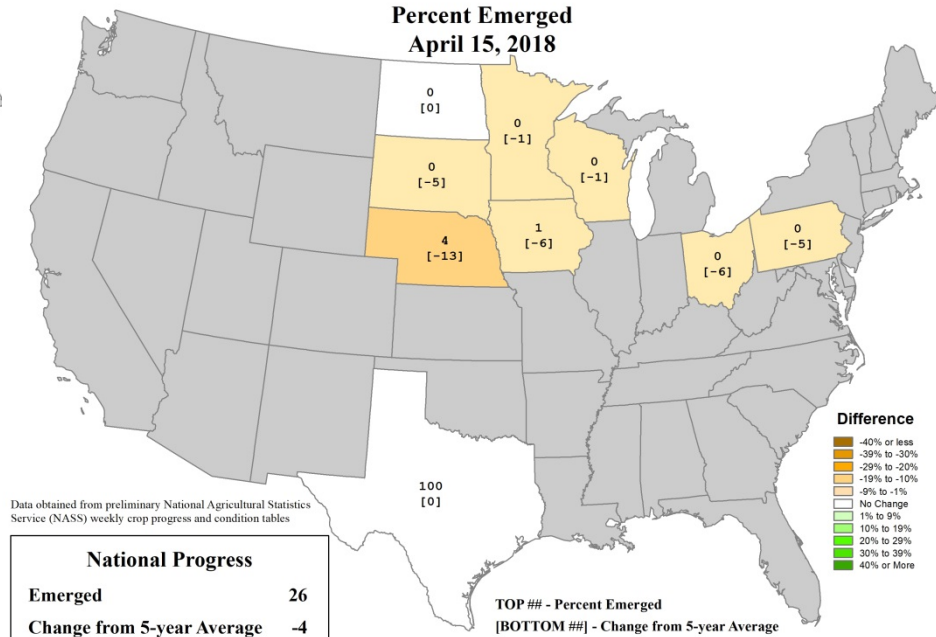 Percent Emerged
April 15, 2018
0
[0]
0
[-1]
0
[-1]
0
[-5]
4
[-13]
1
[-6]
0
[-6]
0
[-5]
100
[0]
Difference
-40% or less
-39% to -30%
-29% to -20%
-19% to -10%
-9% to -1%
No Change
1% to 9%
10% to 19%
20% to 29%
30% to 39%
40% or More
Data obtained from preliminary National Agricultural Statistics
Service (NASS) weekly crop progress and condition tables
National Progress
Emerged 26
Change from 5-year Average -4
TOP ## - Percent Emerged
[BOTTOM ##] - Change from 5-year Average